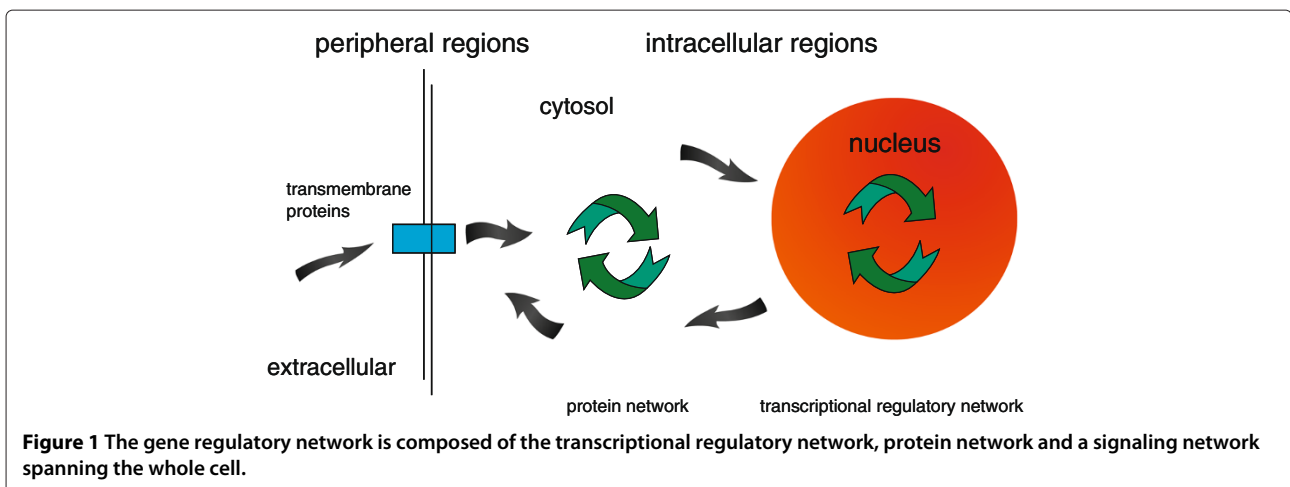 peripheral regions
intracellular regions
cytosol
nucleus
transmembrane
proteins
extracellular
protein network
transcriptional regulatory network
Figure 1 The gene regulatory network is composed of the transcriptional regulatory network, protein network and a signaling network
spanning the whole cell.